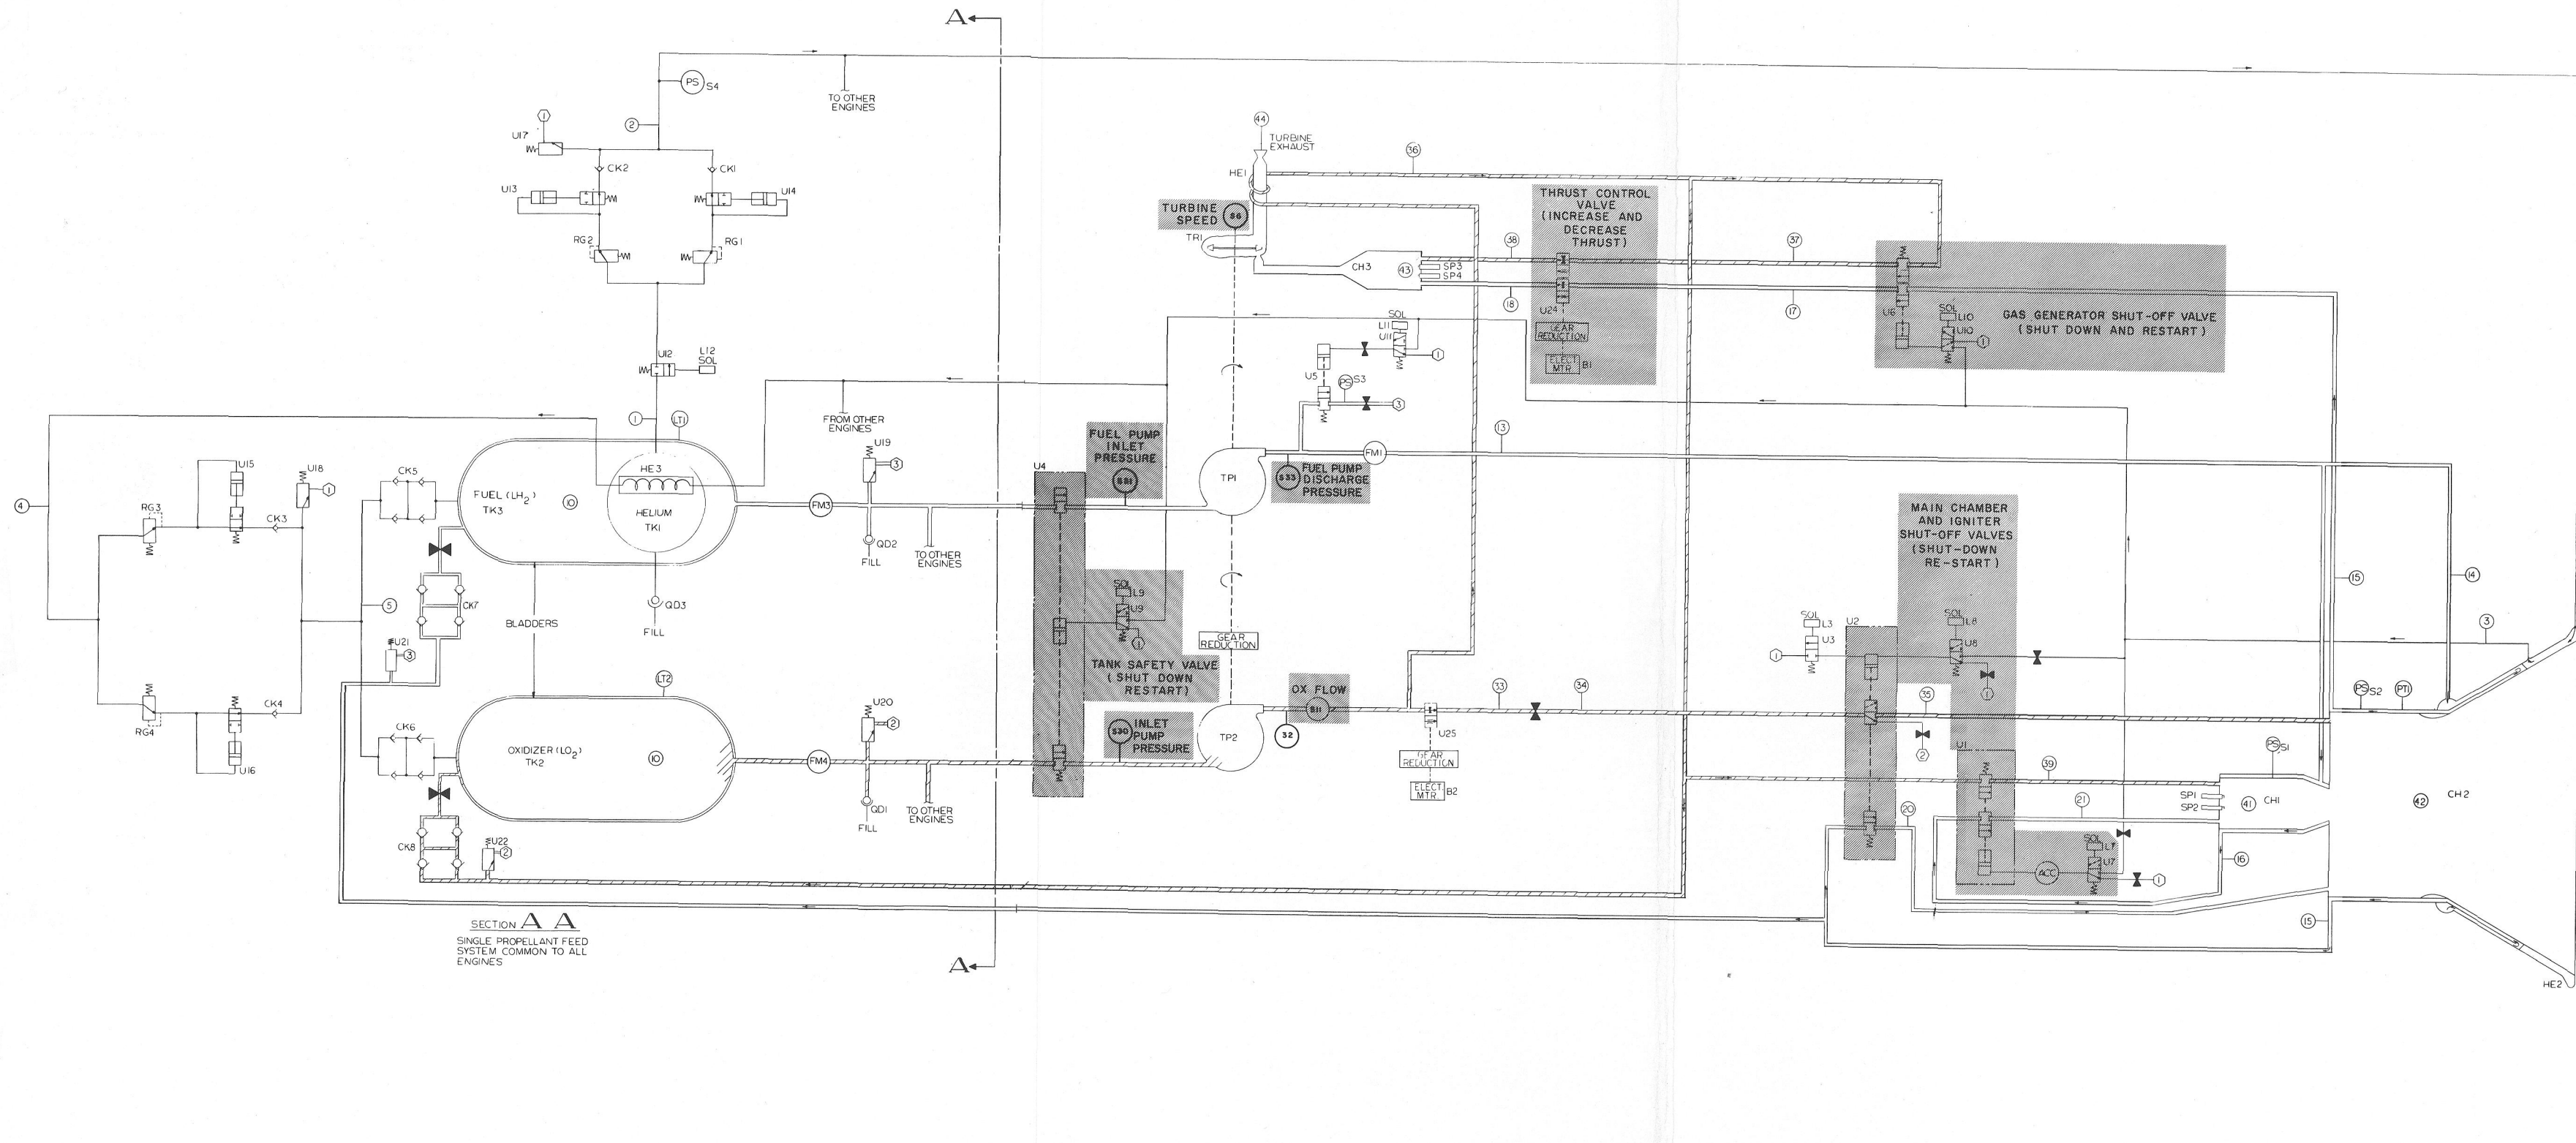 A
PS
S4
TO OTHER
ENGINES
1
2
U17
CK2
CK1
U13
U14
RG2
RG1
44
TURBINE
EXHAUST
HE1
36
TURBINE
SPEED
S6
TR1
THRUST CONTROL
VALVE
(INCREASE AND
DECREASE
THRUST)
38
37
CH3
43
SP3
SP4
18
17
U24
GEAR
REDUCTION
ELECT
MTR
B1
U6
SOL
L10
U10
1
GAS GENERATOR SHUT-OFF VALVE
(SHUT DOWN AND RESTART)
SOL
L11
U11
1
U5
PS
S3
3
U12
L12
SOL
1
LT1
FROM OTHER
ENGINES
U19
3
FUEL PUMP
INLET
PRESSURE
S31
U4
TP1
S33
FUEL PUMP
DISCHARGE
PRESSURE
FM1
13
4
RG3
U15
U18
1
CK3
CK5
FUEL (LH2)
TK3
10
HE3
HELIUM
TK1
FM3
QD2
FILL
TO OTHER
ENGINES
MAIN CHAMBER
AND IGNITER
SHUT-OFF VALVES
(SHUT-DOWN
RE-START)
5
CK7
BLADDERS
QD3
FILL
U21
3
SOL
L9
U9
1
TANK SAFETY VALVE
(SHUT DOWN
RESTART)
GEAR
REDUCTION
15
14
3
SOL
L3
U3
1
U2
SOL
L8
U8
1
RG4
U16
CK4
CK6
LT2
OXIDIZER (LO2)
TK2
10
FM4
U20
2
QD1
FILL
TO OTHER
ENGINES
S30
INLET
PUMP
PRESSURE
TP2
OX FLOW
S11
32
U25
GEAR
REDUCTION
ELECT
MTR.
B2
33
34
35
2
U1
PS
S2
PT1
PS
S1
39
SP1
SP2
41
CH1
42
CH2
20
21
SOL
L7
U7
ACC
1
16
15
HE2
CK8
U22
2
SECTION A A
SINGLE PROPELLANT FEED
SYSTEM COMMON TO ALL
ENGINES
A